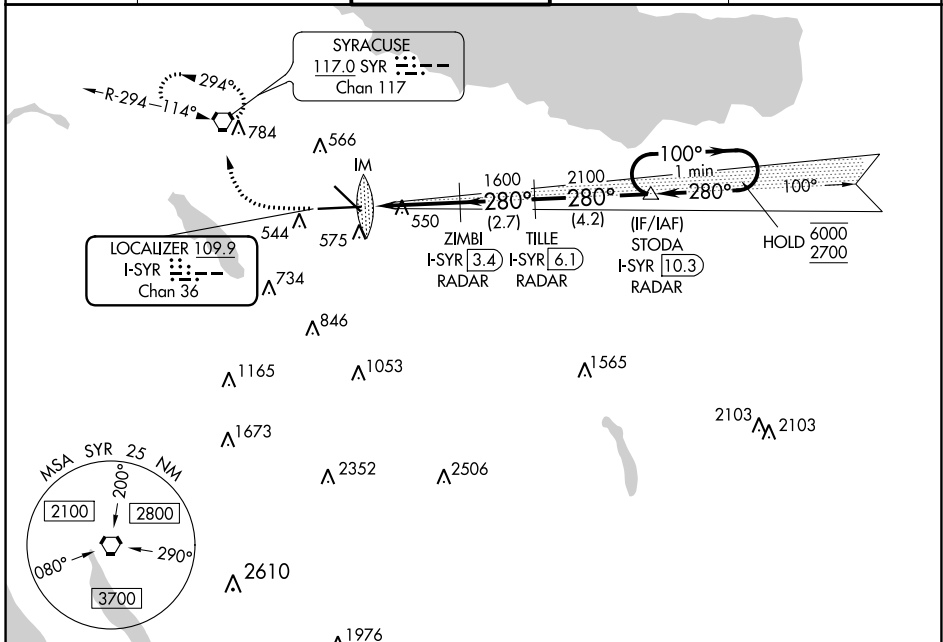 SYRACUSE
117.0 SYR
Chan 117
294°
R-294
114°
784
566
IM
100°
1 min
1600
2100
280°
280°
280°
100°
550
(2.7)
(4.2)
544
575
ZIMBI
I-SYR 3.4
RADAR
TILLE
I-SYR 6.1
RADAR
(IF/IAF)
STODA
I-SYR 10.3
RADAR
HOLD
6000
2700
LOCALIZER 109.9
I-SYR
Chan 36
734
846
1165
1053
1565
1673
2103
2103
2352
2506
MSA SYR 25 NM
200°
2100
2800
080°
290°
3700
2610
1976